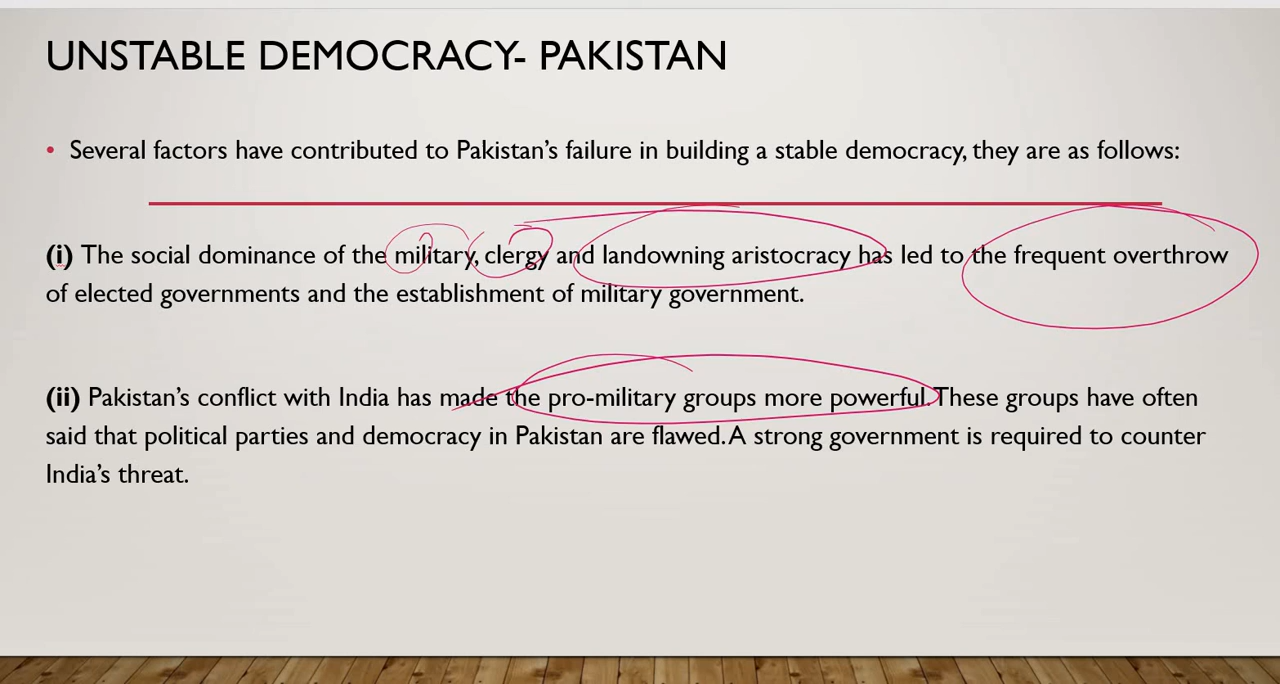 UNSTABLE DEMOCRACY- PAKISTAN
• Several factors have contributed to Pakistan's failure in building a stable democracy, they are as follows:
(i) The social dominance of the military, clergy and landowning aristocracy has led to the frequent overthrow
of elected governments and the establishment of military government.
(ii) Pakistan's conflict with India has made the pro-military groups more powerful. These groups have often
said that political parties and democracy in Pakistan are flawed. A strong government is required to counter
India's threat.